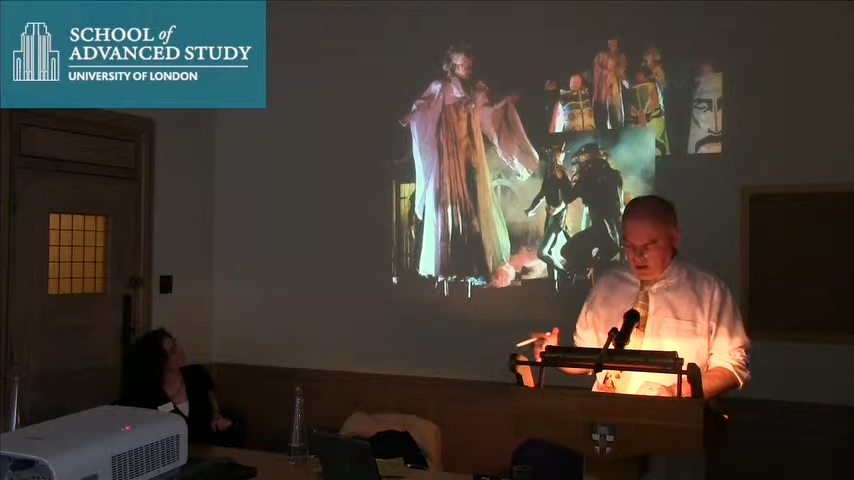 SCHOOL of
ADVANCED STUDY
UNIVERSITY OF LONDON